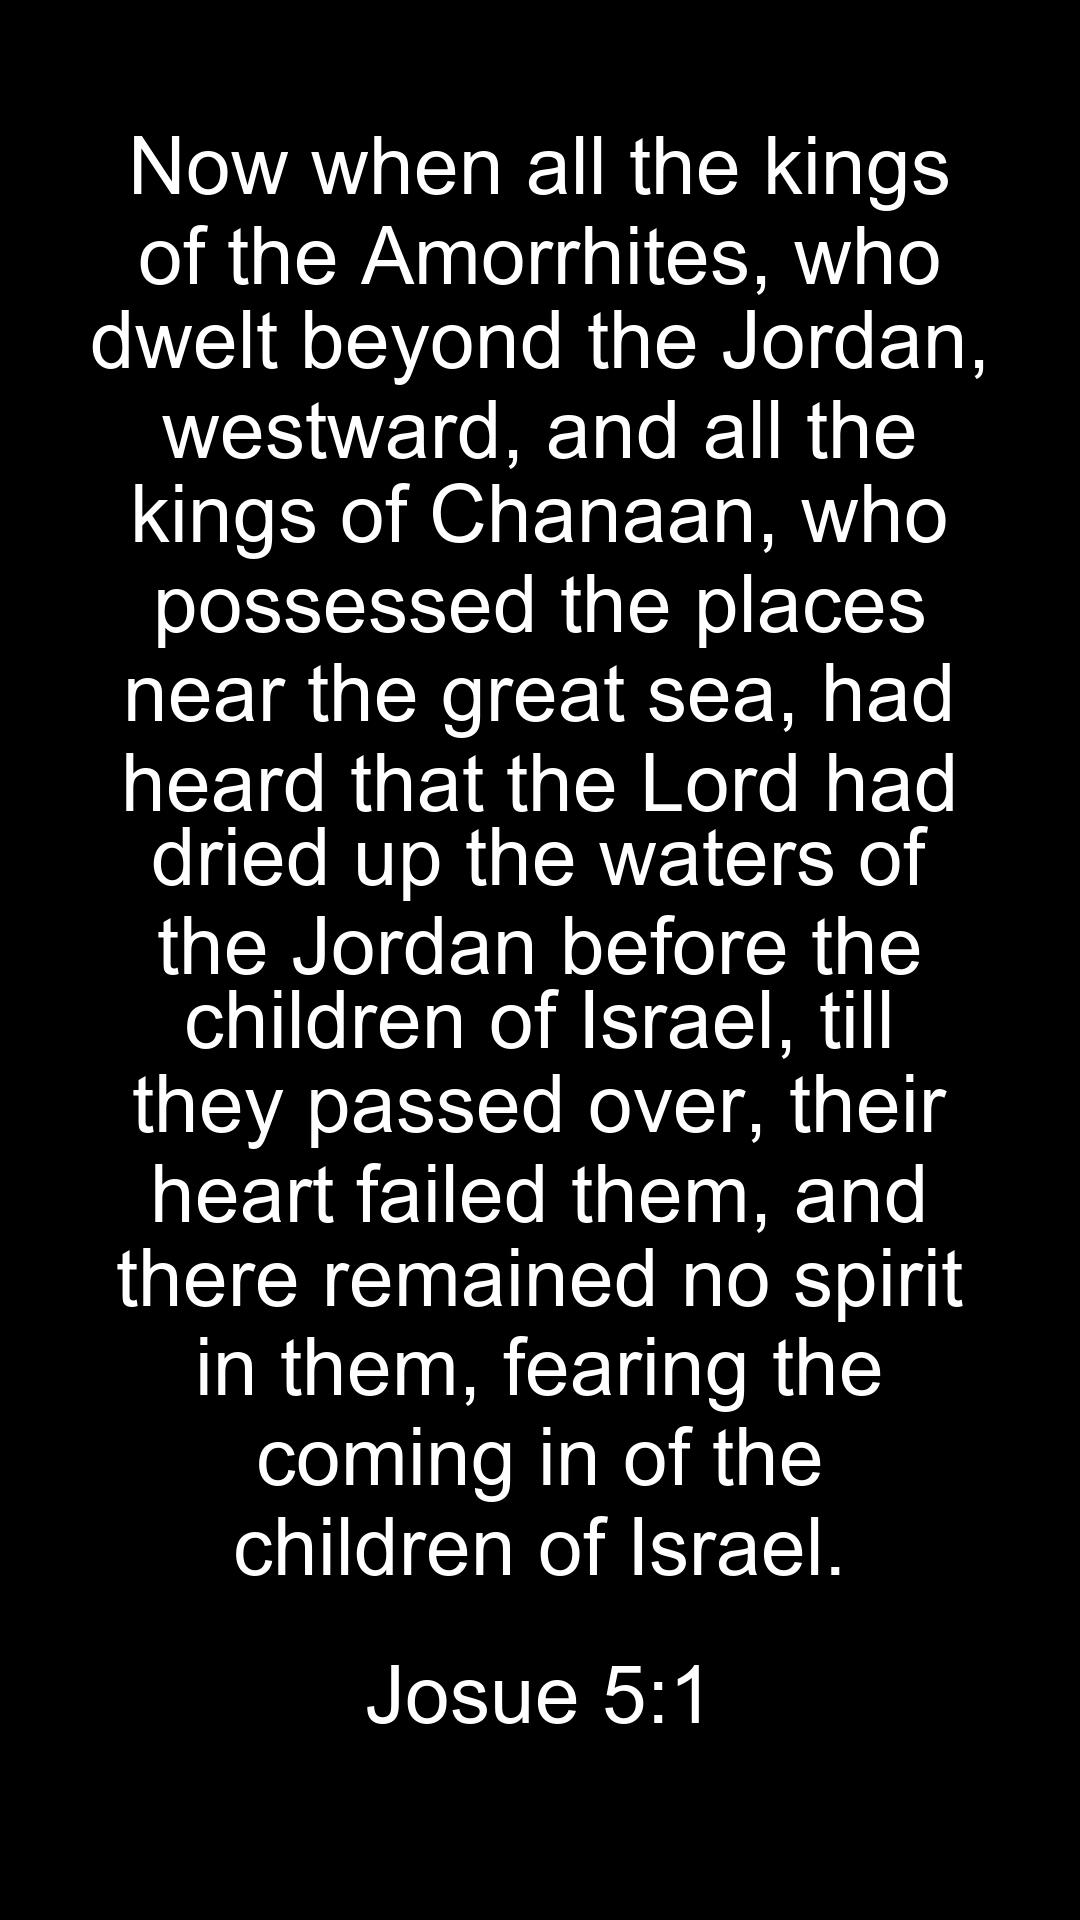 Now when all the kings
of the Amorrhites, who
dwelt beyond the Jordan,
westward, and all the
kings of Chanaan, who
possessed the places
near the great sea, had
heard that the Lord had
dried up the waters of
the Jordan before the
children of Israel, till
they passed over, their
heart failed them, and
there remained no spirit
in them, fearing the
coming in of the
children of Israel.
Josue 5:1